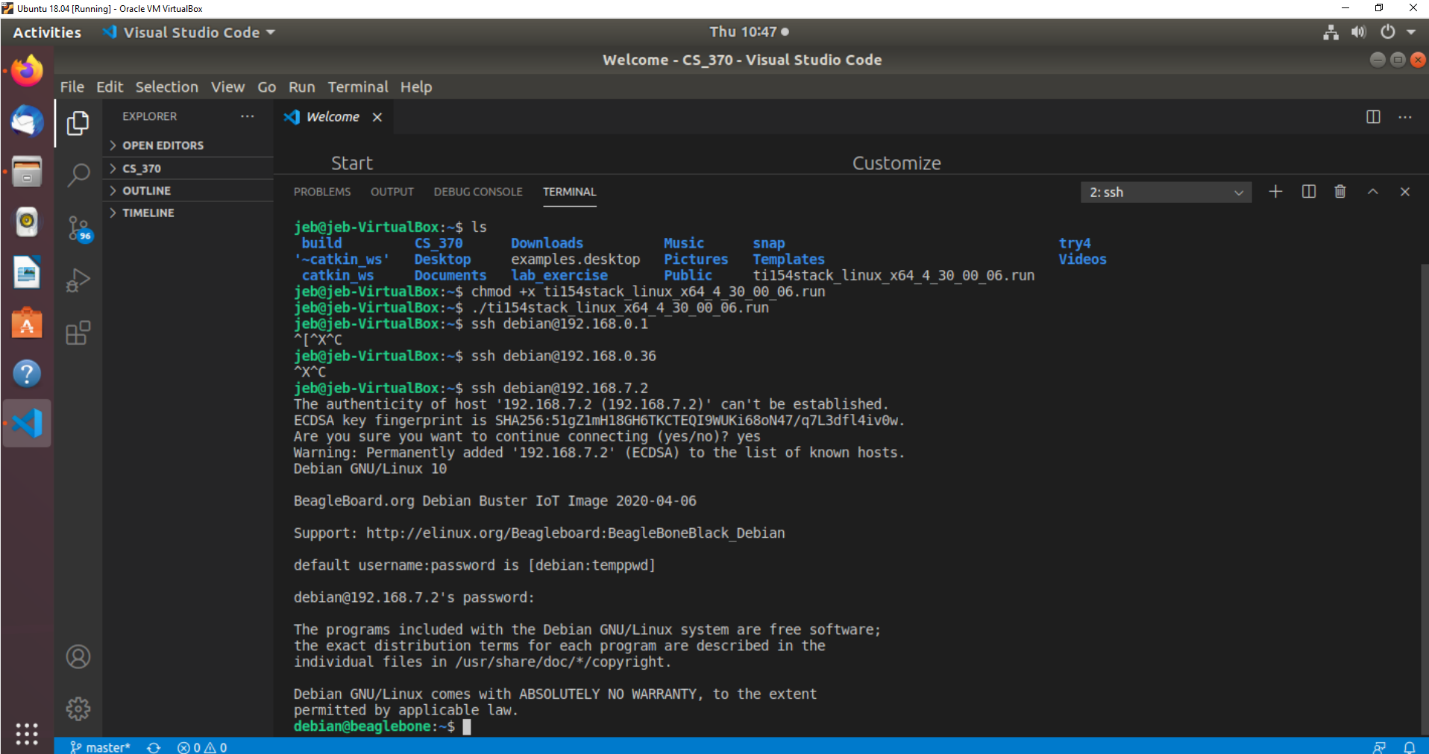 Ubuntu 18.04 [Running] - Oracle VM VirtualBox
Activities Visual Studio Code Thu 10:47
Welcome - CS_370 - Visual Studio Code
File Edit Selection View Go Run Terminal Help
EXPLORER
OPEN EDITORS
CS_370
OUTLINE
TIMELINE
96
Welcome
Start Customize
PROBLEMS OUTPUT DEBUG CONSOLE TERMINAL 2: ssh
jeb@jeb-VirtualBox:~$ ls
build CS_370 Downloads Music snap try4
'~catkin_ws' Desktop examples.desktop Pictures Templates Videos
catkin_ws Documents lab_exercise Public ti154stack_linux_x64_4_30_00_06.run
jeb@jeb-VirtualBox:~$ chmod +x ti154stack_linux_x64_4_30_00_06.run
jeb@jeb-VirtualBox:~$ ./ti154stack_linux_x64_4_30_00_06.run
jeb@jeb-VirtualBox:~$ ssh debian@192.168.0.1
^[^X^C
jeb@jeb-VirtualBox:~$ ssh debian@192.168.0.36
^X^C
jeb@jeb-VirtualBox:~$ ssh debian@192.168.7.2
The authenticity of host '192.168.7.2 (192.168.7.2)' can't be established.
ECDSA key fingerprint is SHA256:51gZ1mH18GH6TKCTEQI9WUKi68oN47/q7L3dfl4iv0w.
Are you sure you want to continue connecting (yes/no)? yes
Warning: Permanently added '192.168.7.2' (ECDSA) to the list of known hosts.
Debian GNU/Linux 10
BeagleBoard.org Debian Buster IoT Image 2020-04-06
Support: http://elinux.org/Beagleboard:BeagleBoneBlack_Debian
default username:password is [debian:temppwd]
debian@192.168.7.2's password:
The programs included with the Debian GNU/Linux system are free software;
the exact distribution terms for each program are described in the
individual files in /usr/share/doc/*/copyright.
Debian GNU/Linux comes with ABSOLUTELY NO WARRANTY, to the extent
permitted by applicable law.
debian@beaglebone:~$
master* 0 0